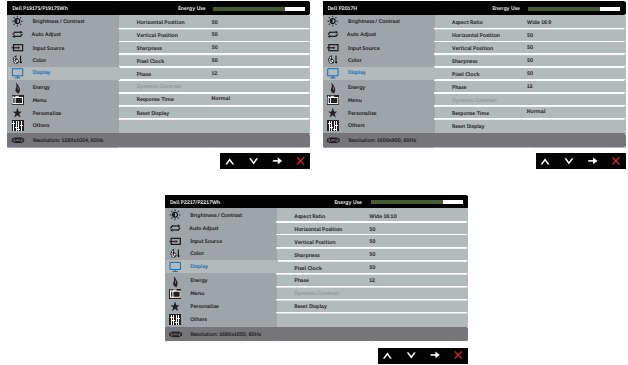 Dell P1917S/P1917SWh Energy Use
Brightness / Contrast Horizontal Position 50
Auto Adjust Vertical Position 50
Input Source Sharpness 50
Color Pixel Clock 50
Display Phase 12
Energy Dynamic Contrast
Menu Response Time Normal
Personalize Reset Display
Others
Resolution: 1280x1024, 60Hz
Dell P2017H Energy Use
Brightness / Contrast Aspect Ratio Wide 16:9
Auto Adjust Horizontal Position 50
Input Source Vertical Position 50
Color Sharpness 50
Display Pixel Clock 50
Energy Phase 12
Menu Dynamic Contrast
Personalize Response Time Normal
Others Reset Display
Resolution: 1600x900, 60Hz
Dell P2217/P2217Wh Energy Use
Brightness / Contrast Aspect Ratio Wide 16:10
Auto Adjust Horizontal Position 50
Input Source Vertical Position 50
Color Sharpness 50
Display Pixel Clock 50
Energy Phase 12
Menu Dynamic Contrast
Personalize Reset Display
Others
Resolution: 1680x1050, 60Hz